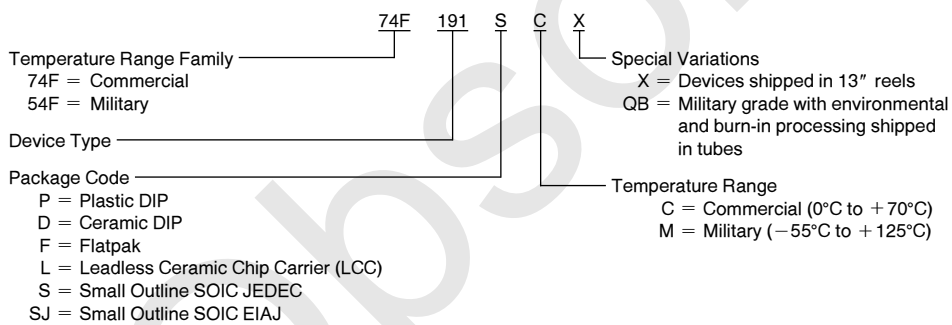 74F 191 S C X
Temperature Range Family
74F = Commercial
54F = Military
Device Type
Package Code
P = Plastic DIP
D = Ceramic DIP
F = Flatpak
L = Leadless Ceramic Chip Carrier (LCC)
S = Small Outline SOIC JEDEC
SJ = Small Outline SOIC EIAJ
Special Variations
X = Devices shipped in 13″ reels
QB = Military grade with environmental
and burn-in processing shipped
in tubes
Temperature Range
C = Commercial (0°C to +70°C)
M = Military (−55°C to +125°C)